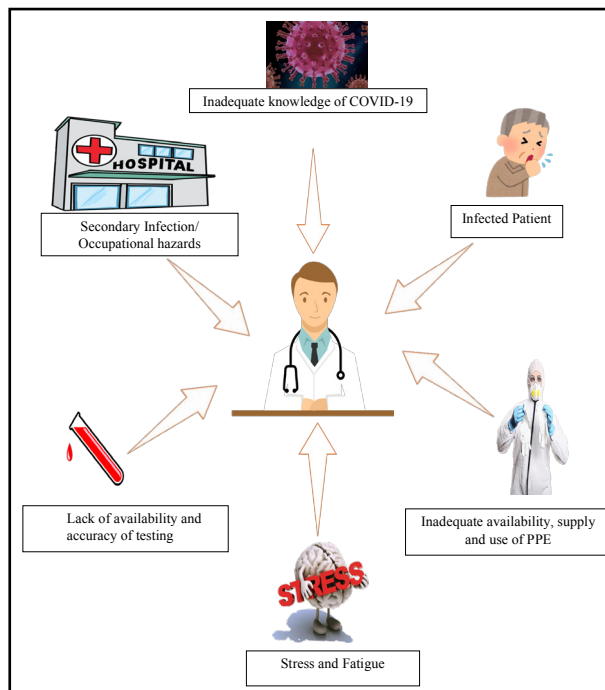 Inadequate knowledge of COVID-19
HOSPITAL
Secondary Infection/
Occupational hazards
Infected Patient
Lack of availability and
accuracy of testing
Inadequate availability, supply
and use of PPE
STRESS
Stress and Fatigue